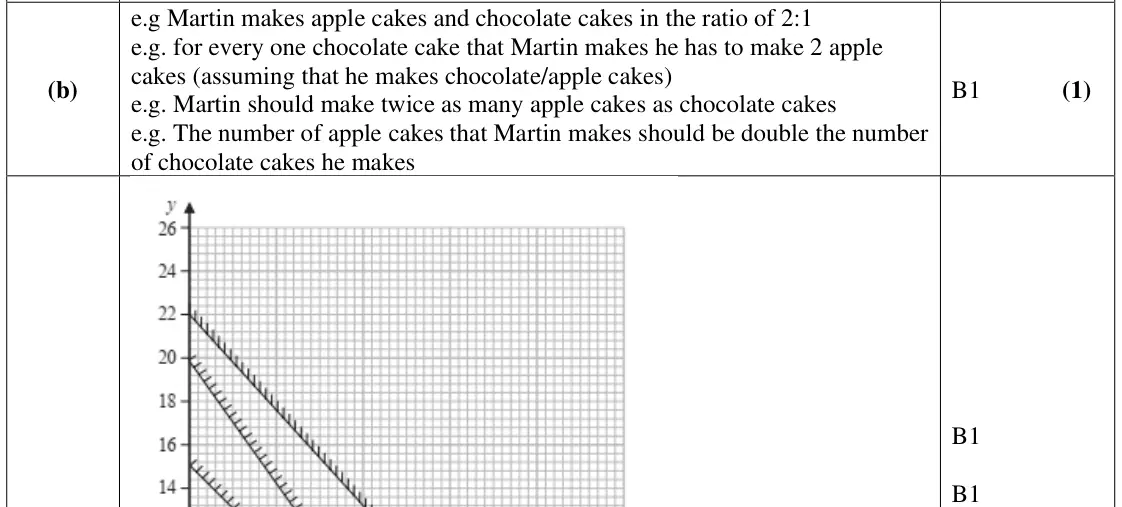 e.g Martin makes apple cakes and chocolate cakes in the ratio of 2:1
e.g. for every one chocolate cake that Martin makes he has to make 2 apple
cakes (assuming that he makes chocolate/apple cakes)
(b)
B1 (1)
e.g. Martin should make twice as many apple cakes as chocolate cakes
e.g. The number of apple cakes that Martin makes should be double the number
of chocolate cakes he makes
y
26
24
22
20
18
16
B1
14
B1